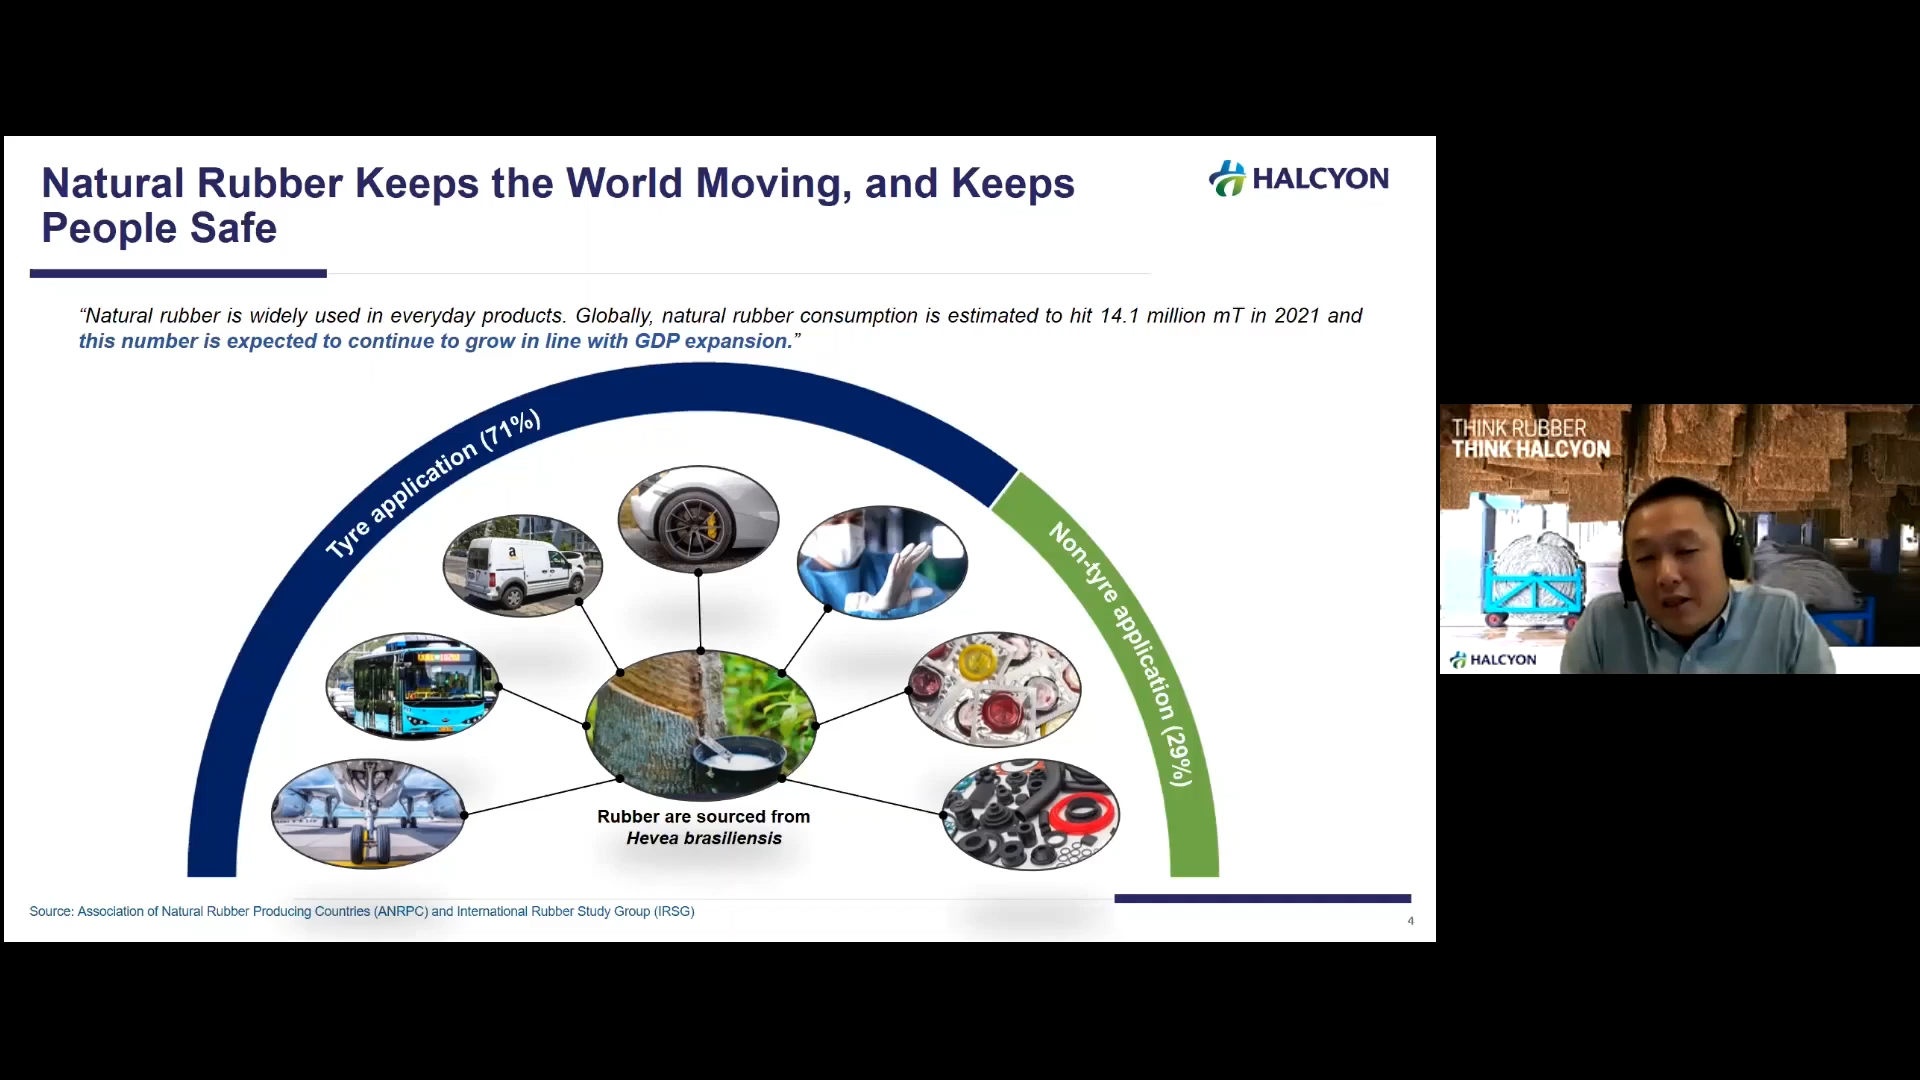 Natural Rubber Keeps the World Moving, and Keeps
People Safe
HALCYON
“Natural rubber is widely used in everyday products. Globally, natural rubber consumption is estimated to hit 14.1 million mT in 2021 and
this number is expected to continue to grow in line with GDP expansion.”
Tyre application (71%)
Non-tyre application (29%)
a
Rubber are sourced from
Hevea brasiliensis
Source: Association of Natural Rubber Producing Countries (ANRPC) and International Rubber Study Group (IRSG)
4
THINK RUBBER
THINK HALCYON
HALCYON